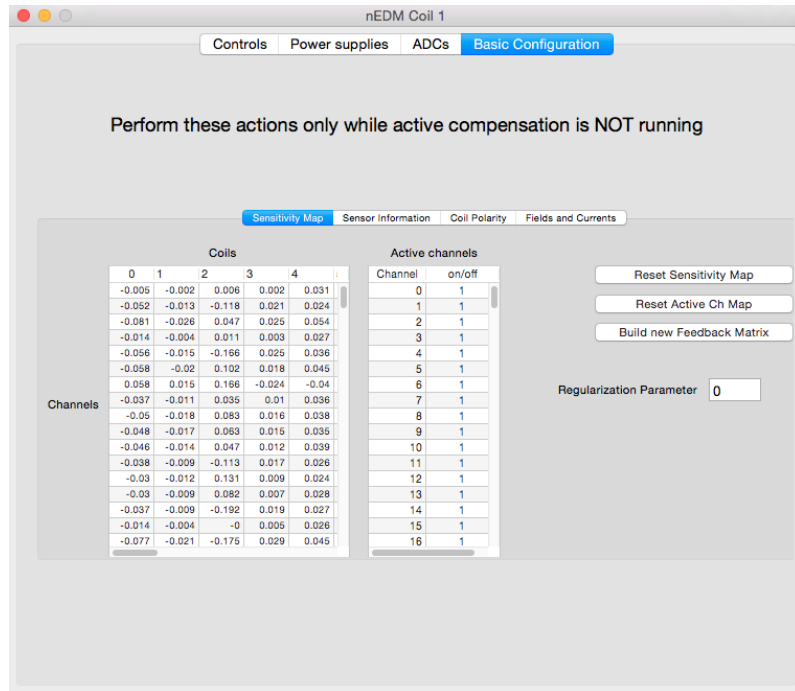 nEDM Coil 1
Controls Power supplies ADCs Basic Configuration
Perform these actions only while active compensation is NOT running
Sensitivity Map Sensor Information Coil Polarity Fields and Currents
Coils Active channels
0 1 2 3 4 Channel on/off
-0.005 -0.002 0.006 0.002 0.031 0 1
-0.052 -0.013 -0.118 0.021 0.024 1 1
-0.081 -0.026 0.047 0.025 0.054 2 1
-0.014 -0.004 0.011 0.003 0.027 3 1
-0.056 -0.015 -0.166 0.025 0.036 4 1
-0.058 -0.02 0.102 0.018 0.045 5 1
0.058 0.015 0.166 -0.024 -0.04 6 1
-0.037 -0.011 0.035 0.01 0.036 7 1
-0.05 -0.018 0.083 0.016 0.038 8 1
-0.048 -0.017 0.063 0.015 0.035 9 1
-0.046 -0.014 0.047 0.012 0.039 10 1
-0.038 -0.009 -0.113 0.017 0.026 11 1
-0.03 -0.012 0.131 0.009 0.024 12 1
-0.03 -0.009 0.082 0.007 0.028 13 1
-0.037 -0.009 -0.192 0.019 0.027 14 1
-0.014 -0.004 -0 0.005 0.026 15 1
-0.077 -0.021 -0.175 0.029 0.045 16 1
Channels
Reset Sensitivity Map
Reset Active Ch Map
Build new Feedback Matrix
Regularization Parameter 0